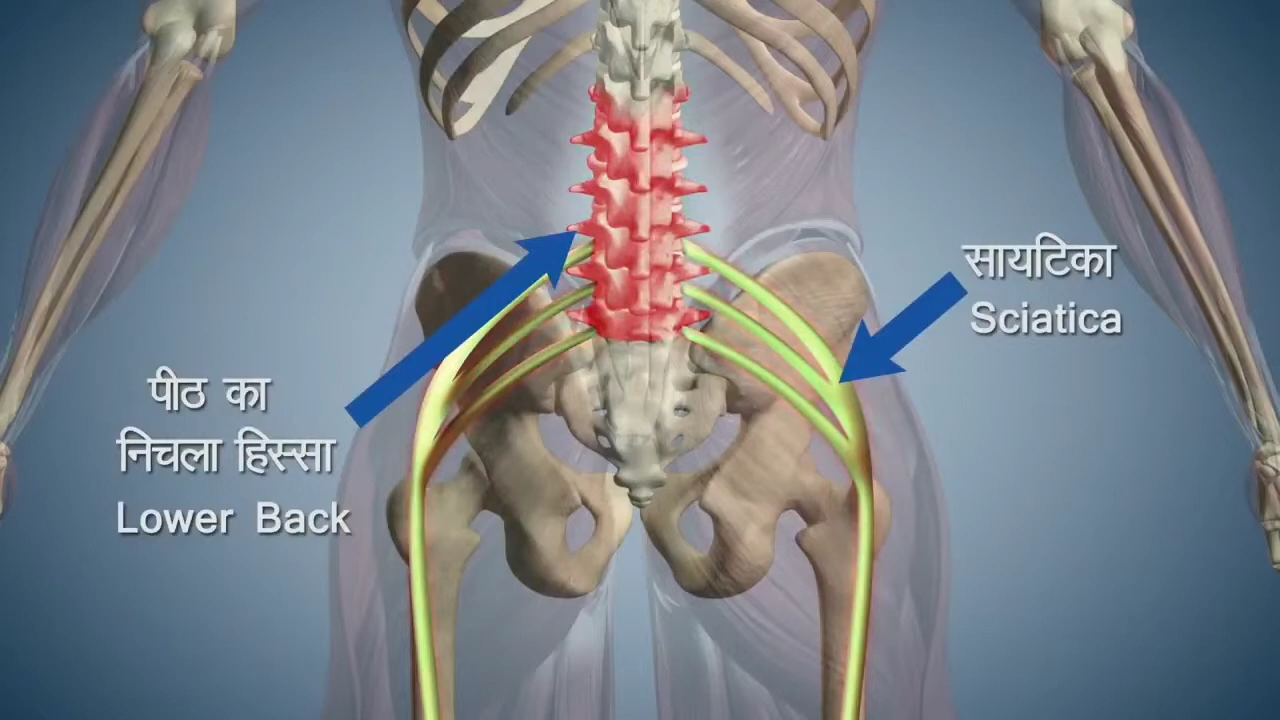 पीठ का
निचला हिस्सा
Lower Back
सायटिका
Sciatica